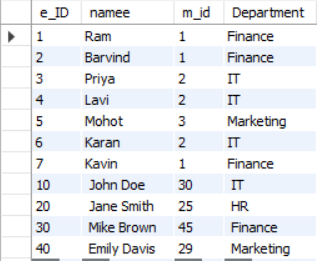 e_ID namee m_id Department
1 Ram 1 Finance
2 Barvind 1 Finance
3 Priya 2 IT
4 Lavi 2 IT
5 Mohot 3 Marketing
6 Karan 2 IT
7 Kavin 1 Finance
10 John Doe 30 IT
20 Jane Smith 25 HR
30 Mike Brown 45 Finance
40 Emily Davis 29 Marketing